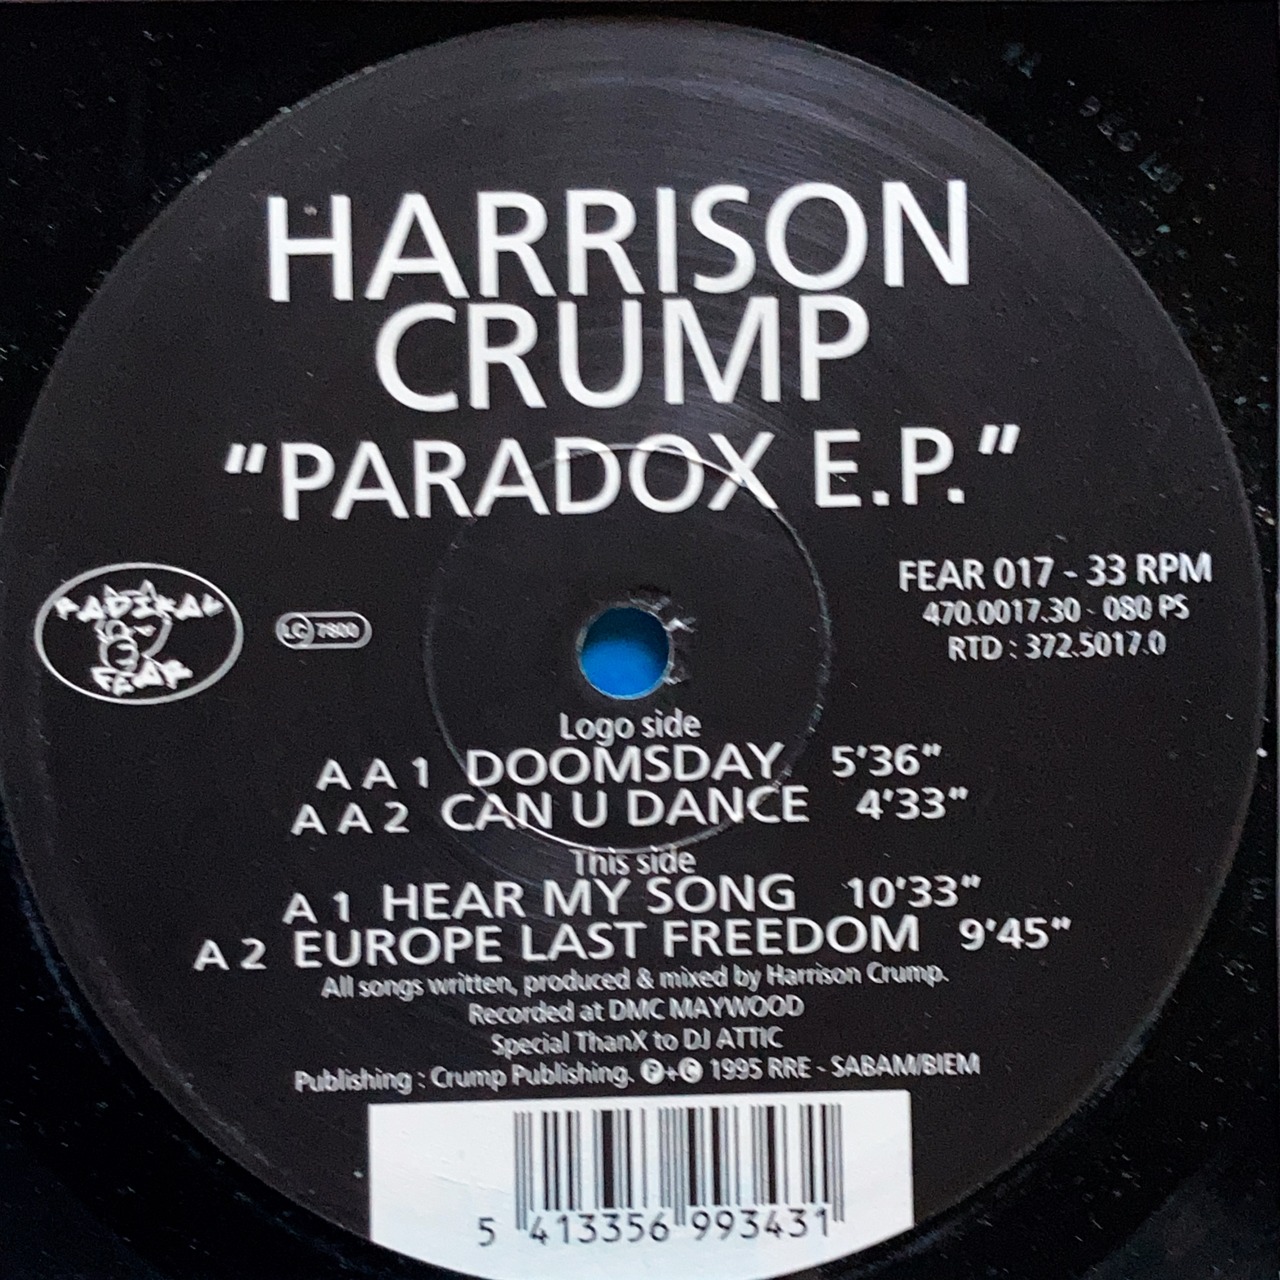 HARRISON
CRUMP
"PARADOX E.P."
FEAR 017 - 33 RPM
470.0017.30 - 080 PS
RTD : 372.5017.0
RADIKAL
FEAR
LC 7800
Logo side
A A 1 DOOMSDAY 5'36"
A A 2 CAN U DANCE 4'33"
This side
A 1 HEAR MY SONG 10'33"
A 2 EUROPE LAST FREEDOM 9'45"
All songs written, produced & mixed by Harrison Crump.
Recorded at DMC MAYWOOD
Special ThanX to DJ ATTIC
Publishing : Crump Publishing. ℗+© 1995 RRE - SABAM/BIEM
5 413356 993431